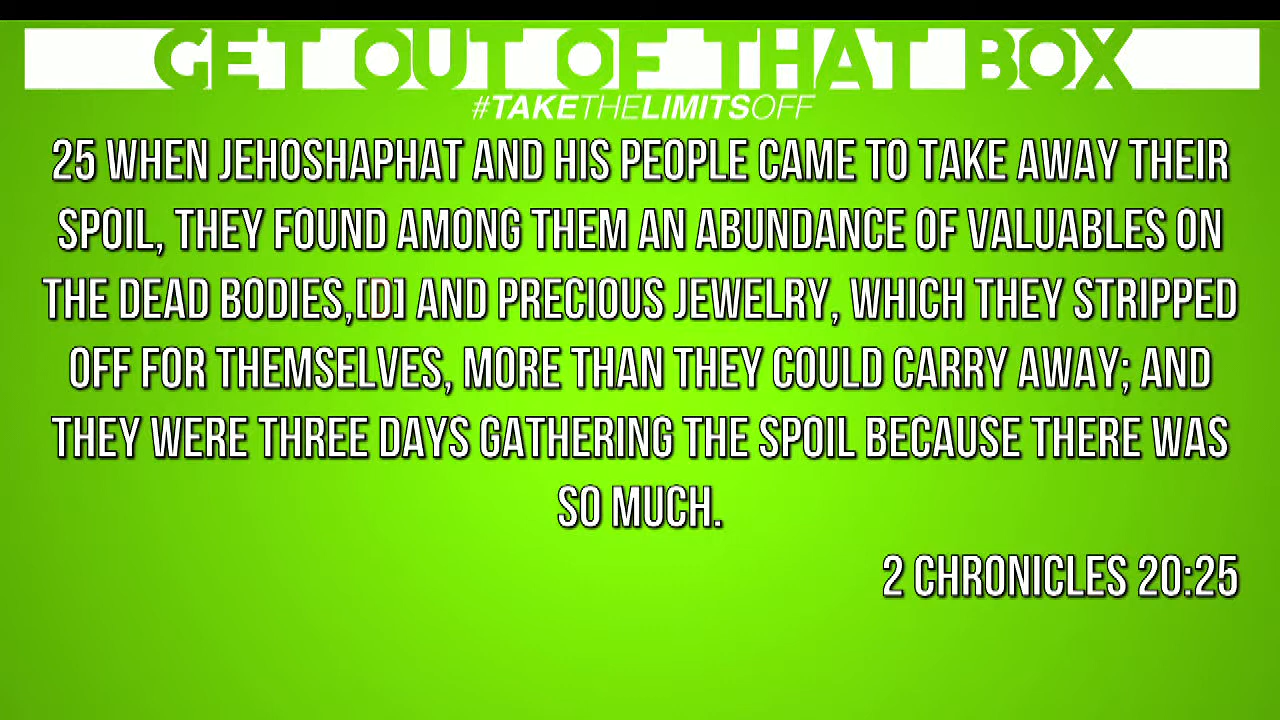 GET OUT OF THAT BOX
#TAKETHELIMITSOFF
25 WHEN JEHOSHAPHAT AND HIS PEOPLE CAME TO TAKE AWAY THEIR
SPOIL, THEY FOUND AMONG THEM AN ABUNDANCE OF VALUABLES ON
THE DEAD BODIES,[D] AND PRECIOUS JEWELRY, WHICH THEY STRIPPED
OFF FOR THEMSELVES, MORE THAN THEY COULD CARRY AWAY; AND
THEY WERE THREE DAYS GATHERING THE SPOIL BECAUSE THERE WAS
SO MUCH.
2 CHRONICLES 20:25